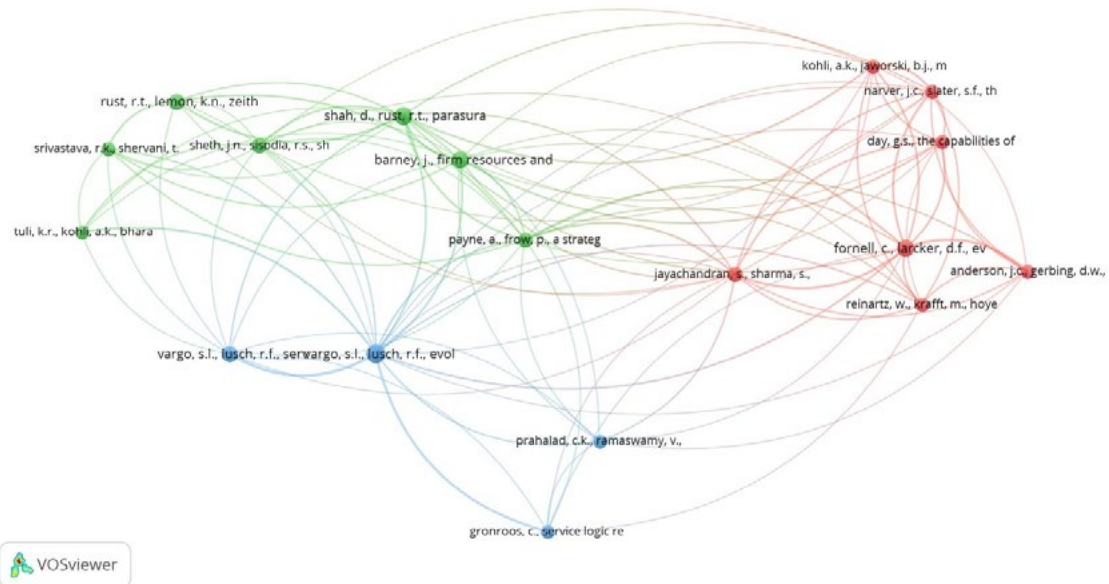 kohli, a.k., jaworski, b.j., m
narver, j.c., slater, s.f., th
rust, r.t., lemon, k.n., zeith
shah, d., rust, r.t., parasura
day, g.s., the capabilities of
srivastava, r.k., shervani, t.
sheth, j.n., sisodia, r.s., sh
barney, j., firm resources and
tuli, k.r., kohli, a.k., bhara
payne, a., frow, p., a strateg
fornell, c., larcker, d.f., ev
jayachandran, s., sharma, s.,
anderson, j.c., gerbing, d.w.,
reinartz, w., krafft, m., hoye
vargo, s.l., lusch, r.f., serv
vargo, s.l., lusch, r.f., evol
prahalad, c.k., ramaswamy, v.,
gronroos, c., service logic re
VOSviewer